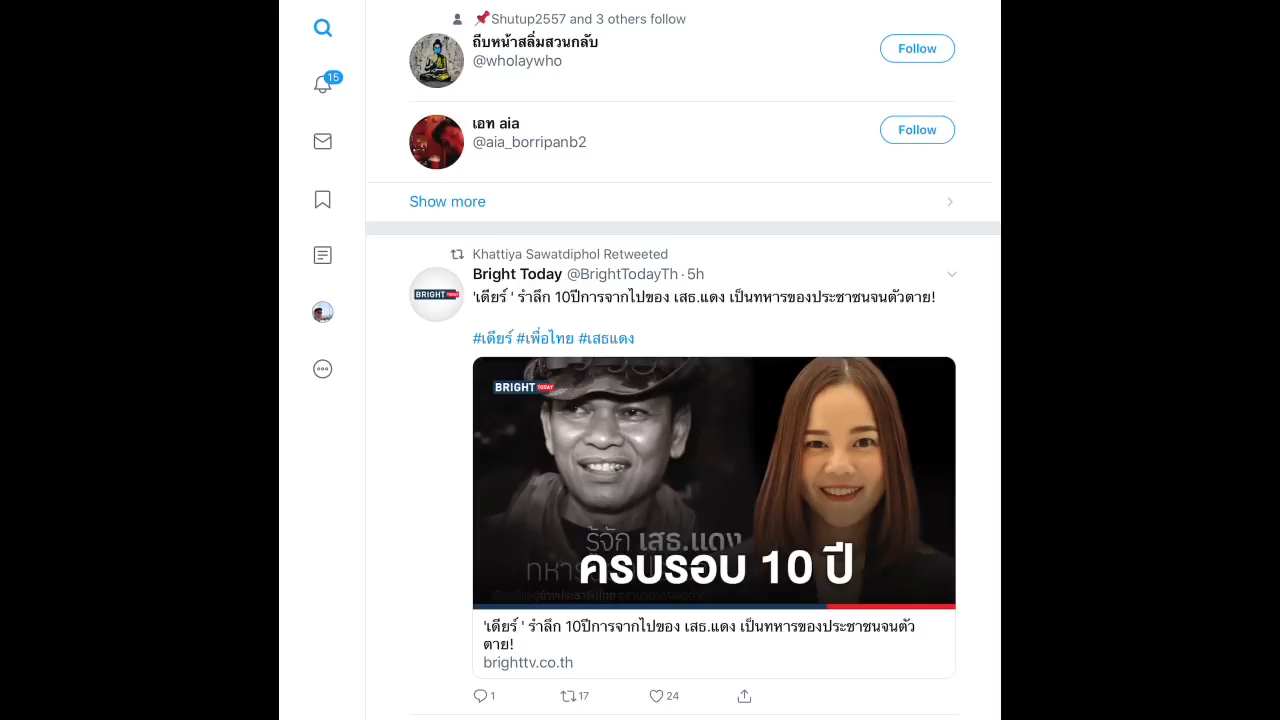 📌Shutup2557 and 3 others follow
ถีบหน้าสลิ่มสวนกลับ
@wholaywho
Follow
15
เอท aia
@aia_borripanb2
Follow
Show more
Khattiya Sawatdiphol Retweeted
Bright Today @BrightTodayTh · 5h
BRIGHT TODAY
'เดียร์ ' รำลึก 10ปีการจากไปของ เสธ.แดง เป็นทหารของประชาชนจนตัวตาย!
#เดียร์ #เพื่อไทย #เสธแดง
BRIGHT TODAY
รู้จัก เสธ.แดง
ครบรอบ 10 ปี
'เดียร์ ' รำลึก 10ปีการจากไปของ เสธ.แดง เป็นทหารของประชาชนจนตัว
ตาย!
brighttv.co.th
1 17 24